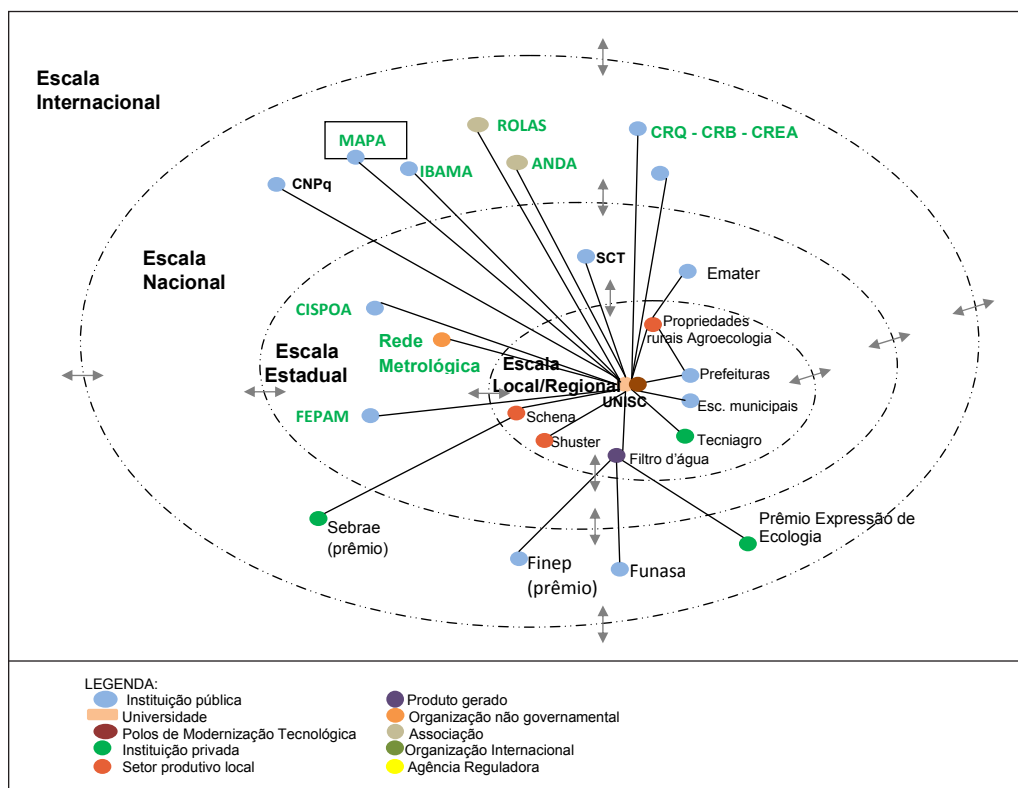 Escala
Internacional
MAPA
ROLAS
CRQ - CRB - CREA
IBAMA
ANDA
CNPq
Escala
Nacional
SCT
Emater
CISPOA
Propriedades
rurais Agroecologia
Rede
Metrológica
Escala
Estadual
Escala
Local/Regional
Prefeituras
UNISC
Esc. municipais
FEPAM
Schena
Shuster
Tecniagro
Filtro d'água
Sebrae
(prêmio)
Prêmio Expressão de
Ecologia
Finep
(prêmio)
Funasa
LEGENDA:
Instituição pública
Universidade
Polos de Modernização Tecnológica
Instituição privada
Setor produtivo local
Produto gerado
Organização não governamental
Associação
Organização Internacional
Agência Reguladora